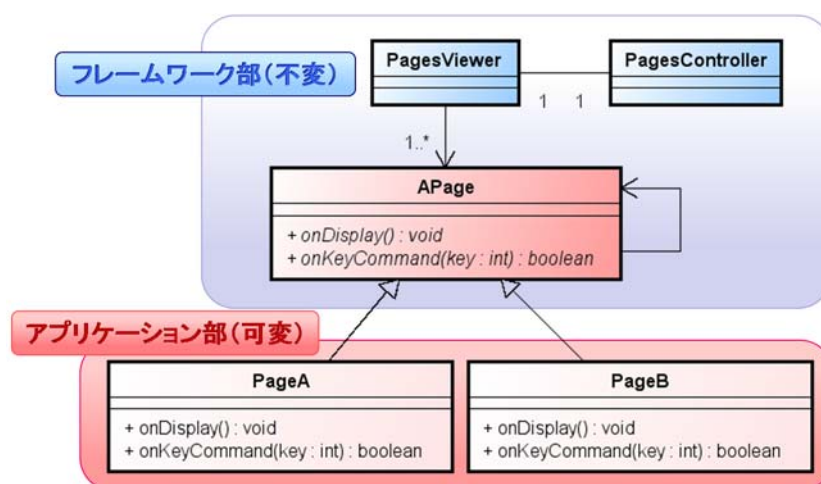 フレームワーク部(不変)
PagesViewer
PagesController
1 1
1..*
APage
+ onDisplay() : void
+ onKeyCommand(key : int) : boolean
アプリケーション部(可変)
PageA
+ onDisplay() : void
+ onKeyCommand(key : int) : boolean
PageB
+ onDisplay() : void
+ onKeyCommand(key : int) : boolean